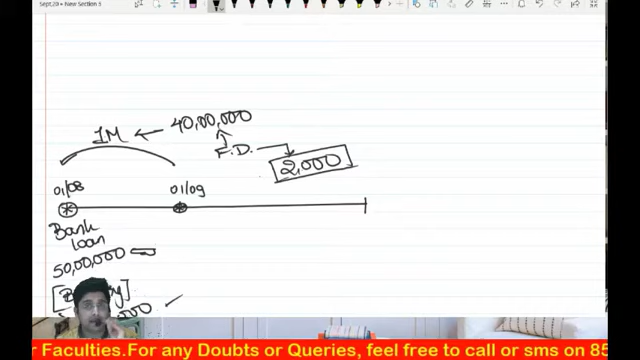 Sept.20 – New Section 3
1M ← 40,00,000
F.D.
2,000
01/08
01/09
Bank
loan
50,00,000
r Faculties.For any Doubts or Queries, feel free to call or sms on 85